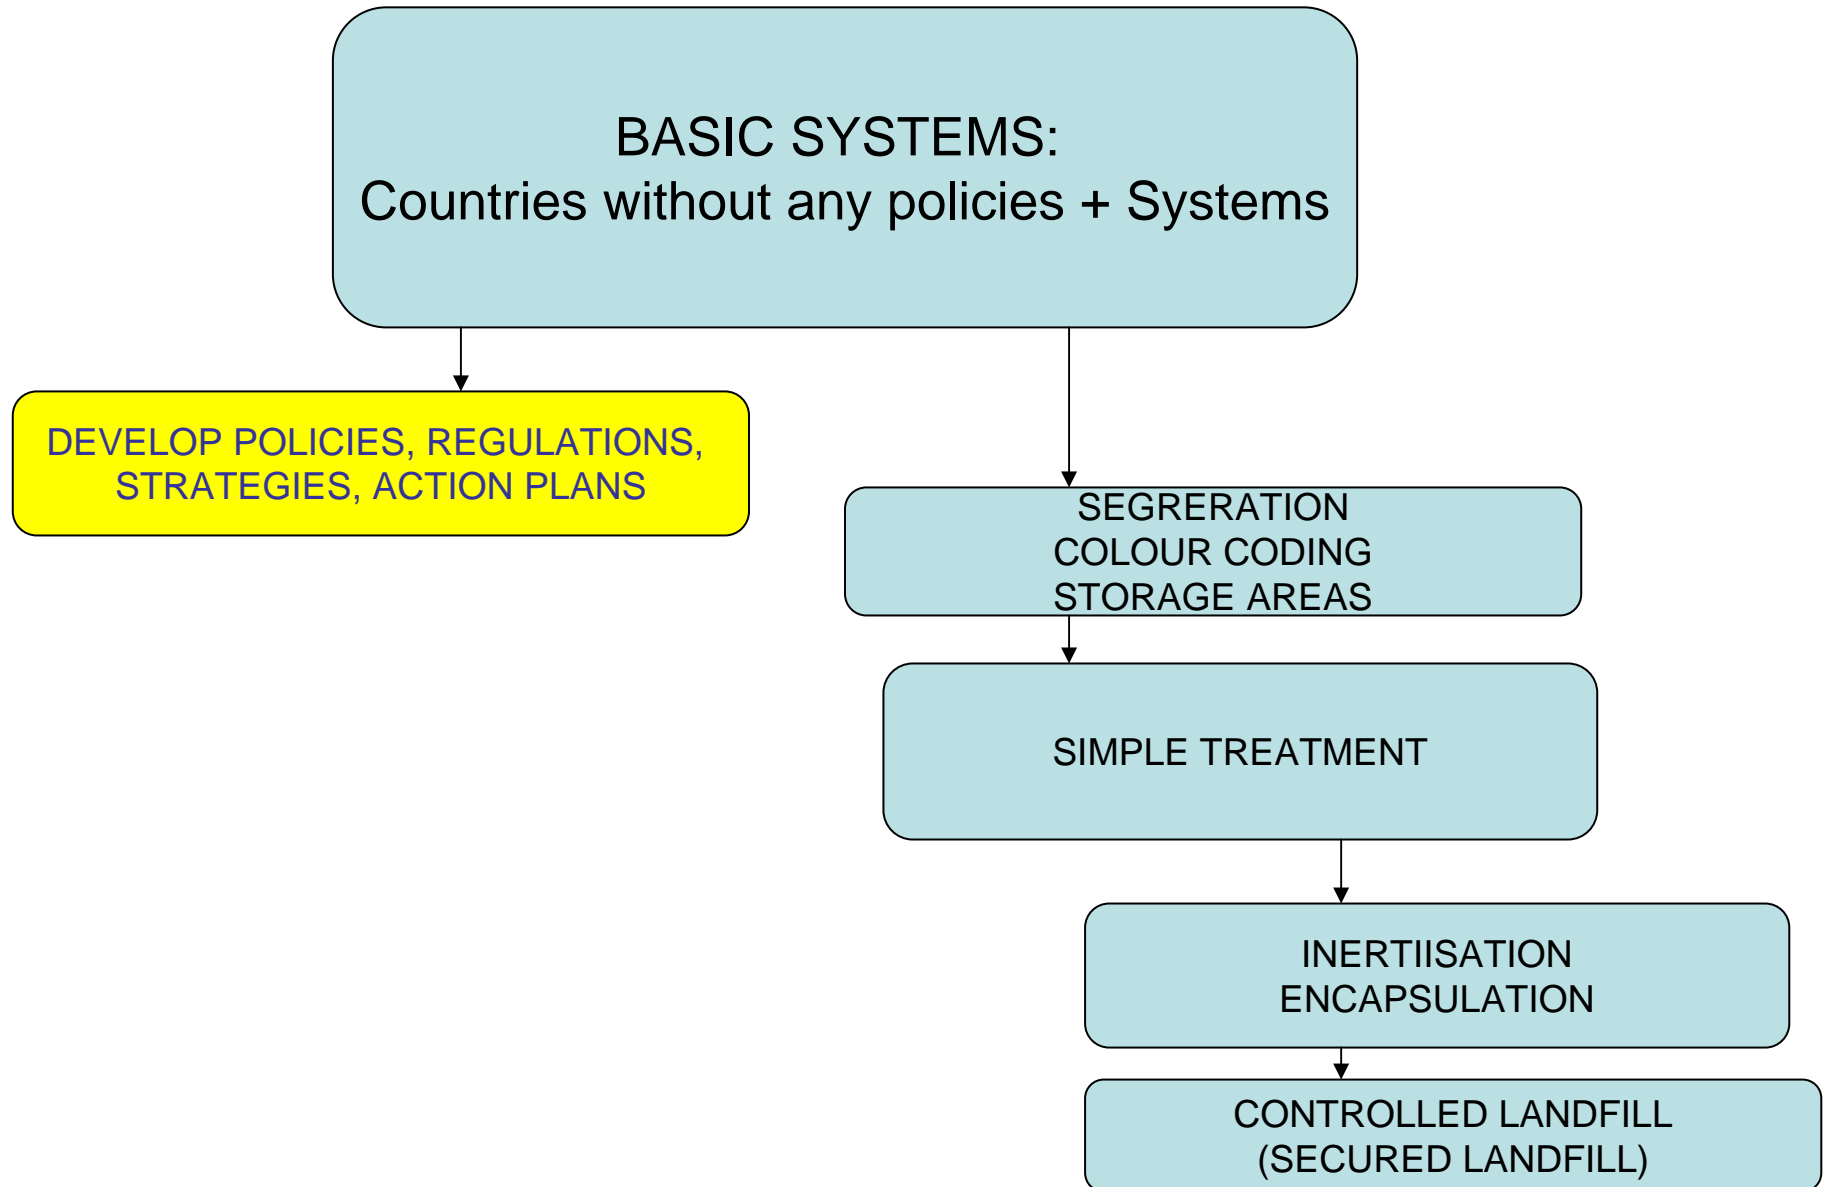 BASIC SYSTEMS:
Countries without any policies + Systems
DEVELOP POLICIES, REGULATIONS,
STRATEGIES, ACTION PLANS
SEGRERATION
COLOUR CODING
STORAGE AREAS
SIMPLE TREATMENT
INERTIISATION
ENCAPSULATION
CONTROLLED LANDFILL
(SECURED LANDFILL)